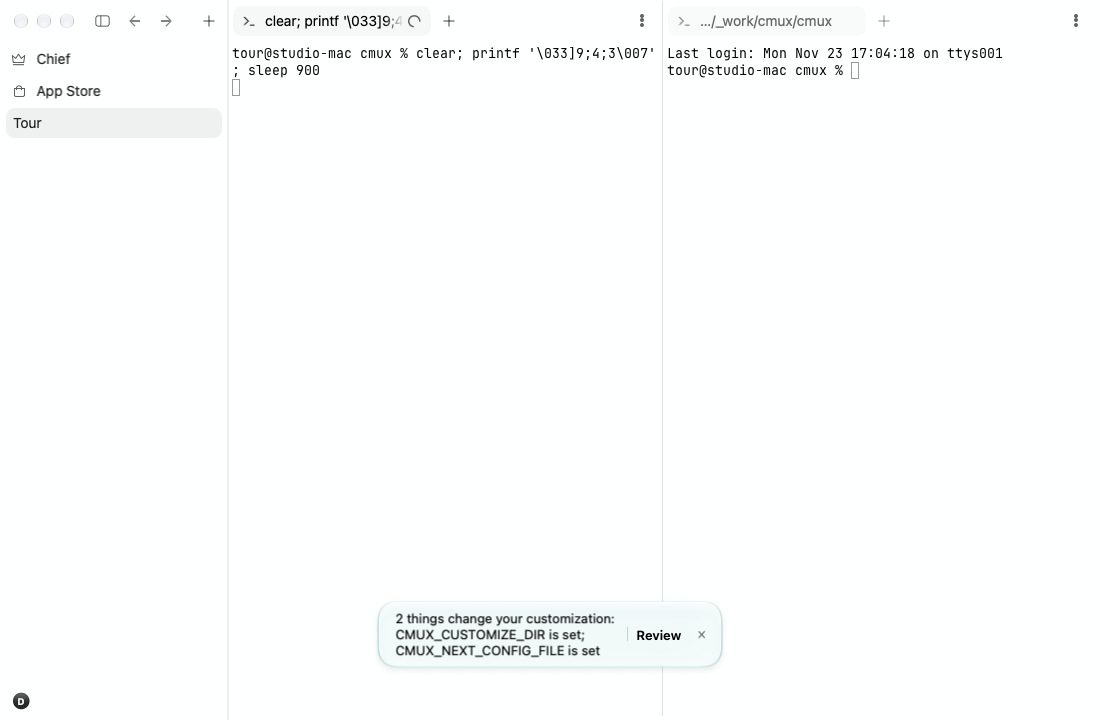 clear; printf '\033]9;4
.../_work/cmux/cmux
Chief
App Store
Tour
tour@studio-mac cmux % clear; printf '\033]9;4;3\007'
; sleep 900
Last login: Mon Nov 23 17:04:18 on ttys001
tour@studio-mac cmux %
2 things change your customization:
CMUX_CUSTOMIZE_DIR is set;
CMUX_NEXT_CONFIG_FILE is set
Review
D